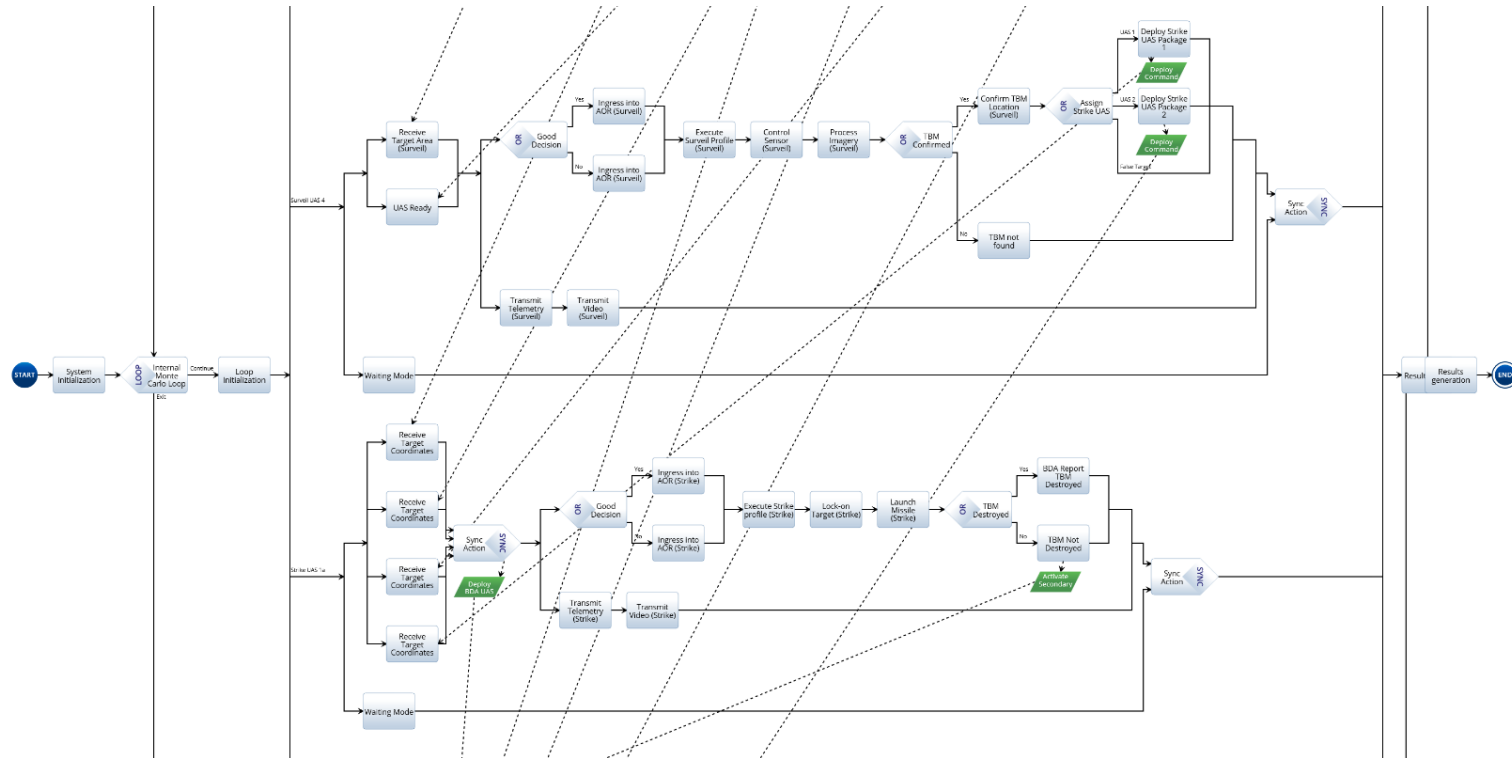 UAS 1
Deploy Strike
UAS Package
1
Deploy
Command
Yes
Confirm TBM
Location
(Surveil)
OR
Assign
Strike UAS
UAS 2
Deploy Strike
UAS Package
2
Deploy
Command
False Target
Receive
Target Area
(Surveil)
UAS Ready
Surveil UAS 4
OR
Good
Decision
Yes
Ingress into
AOR (Surveil)
No
Ingress into
AOR (Surveil)
Execute
Surveil Profile
(Surveil)
Control
Sensor
(Surveil)
Process
Imagery
(Surveil)
OR
TBM
Confirmed
No
TBM not
found
Sync
Action
SYNC
Transmit
Telemetry
(Surveil)
Transmit
Video
(Surveil)
START
System
Initialization
LOOP
Internal
Monte
Carlo Loop
Continue
Exit
Loop
Initialization
Waiting Mode
Result
Results
generation
END
Receive
Target
Coordinates
Receive
Target
Coordinates
Receive
Target
Coordinates
Receive
Target
Coordinates
Strike UAS 1a
Sync
Action
SYNC
Deploy
BDA UAS
OR
Good
Decision
Yes
Ingress into
AOR (Strike)
No
Ingress into
AOR (Strike)
Execute Strike
profile (Strike)
Lock-on
Target (Strike)
Launch
Missile
(Strike)
OR
TBM
Destroyed
Yes
BDA Report
TBM
Destroyed
No
TBM Not
Destroyed
Activate
Secondary
Sync
Action
SYNC
Transmit
Telemetry
(Strike)
Transmit
Video (Strike)
Waiting Mode